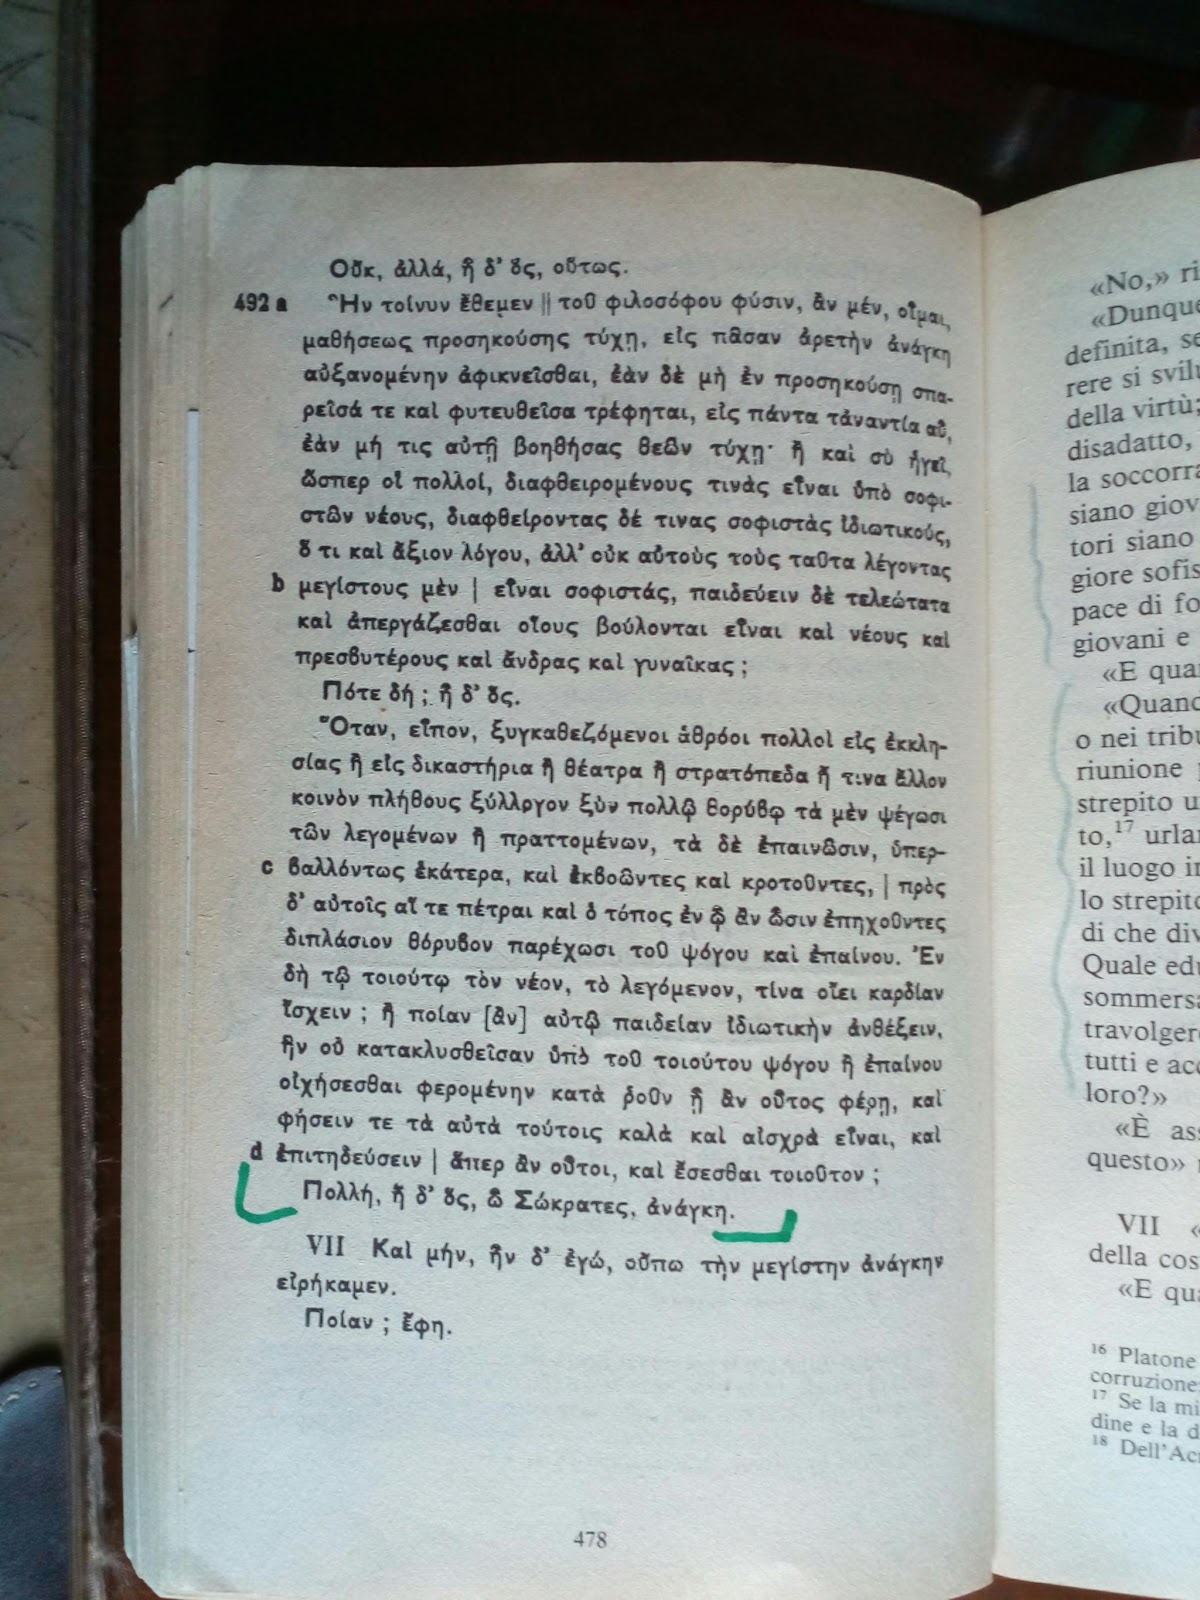 Οὔκ, ἀλλά, ἦ δ' ὅς, οὕτως.
492 a Ἣν τοίνυν ἔθεμεν || τοῦ φιλοσόφου φύσιν, ἂν μέν, οἶμαι,
μαθήσεως προσηκούσης τύχῃ, εἰς πᾶσαν ἀρετὴν ἀνάγκη
αὐξανομένην ἀφικνεῖσθαι, ἐὰν δὲ μὴ ἐν προσηκούσῃ σπα-
ρεῖσά τε καὶ φυτευθεῖσα τρέφηται, εἰς πάντα τἀναντία αὖ,
ἐὰν μή τις αὐτῇ βοηθήσας θεῶν τύχῃ· ἢ καὶ σὺ ἡγεῖ,
ὥσπερ οἱ πολλοί, διαφθειρομένους τινὰς εἶναι ὑπὸ σοφι-
στῶν νέους, διαφθείροντας δέ τινας σοφιστὰς ἰδιωτικούς,
ὅ τι καὶ ἄξιον λόγου, ἀλλ' οὐκ αὐτοὺς τοὺς ταῦτα λέγοντας
b μεγίστους μὲν | εἶναι σοφιστάς, παιδεύειν δὲ τελεώτατα
καὶ ἀπεργάζεσθαι οἵους βούλονται εἶναι καὶ νέους καὶ
πρεσβυτέρους καὶ ἄνδρας καὶ γυναῖκας ;
Πότε δή ; ἦ δ' ὅς.
Ὅταν, εἶπον, ξυγκαθεζόμενοι ἁθρόοι πολλοὶ εἰς ἐκκλη-
σίας ἢ εἰς δικαστήρια ἢ θέατρα ἢ στρατόπεδα ἤ τινα ἄλλον
κοινὸν πλήθους ξύλλογον ξὺν πολλῷ θορύβῳ τὰ μὲν ψέγωσι
τῶν λεγομένων ἢ πραττομένων, τὰ δὲ ἐπαινῶσιν, ὑπερ-
c βαλλόντως ἑκάτερα, καὶ ἐκβοῶντες καὶ κροτοῦντες, | πρὸς
δ' αὐτοῖς αἵ τε πέτραι καὶ ὁ τόπος ἐν ᾧ ἂν ὦσιν ἐπηχοῦντες
διπλάσιον θόρυβον παρέχωσι τοῦ ψόγου καὶ ἐπαίνου. Ἐν
δὴ τῷ τοιούτῳ τὸν νέον, τὸ λεγόμενον, τίνα οἴει καρδίαν
ἴσχειν ; ἢ ποίαν [ἂν] αὐτῷ παιδείαν ἰδιωτικὴν ἀνθέξειν,
ἣν οὐ κατακλυσθεῖσαν ὑπὸ τοῦ τοιούτου ψόγου ἢ ἐπαίνου
οἰχήσεσθαι φερομένην κατὰ ῥοῦν ᾗ ἂν οὗτος φέρῃ, καὶ
φήσειν τε τὰ αὐτὰ τούτοις καλὰ καὶ αἰσχρὰ εἶναι, καὶ
d ἐπιτηδεύσειν | ἅπερ ἂν οὗτοι, καὶ ἔσεσθαι τοιοῦτον ;
Πολλή, ἦ δ' ὅς, ὦ Σώκρατες, ἀνάγκη.
VII Καὶ μήν, ἦν δ' ἐγώ, οὔπω τὴν μεγίστην ἀνάγκην
εἰρήκαμεν.
Ποίαν ; ἔφη.
478
«No,» ri
«Dunque
definita, se
rere si svilu
della virtù;
disadatto,
la soccorra
siano giov
tori siano
giore sofis
pace di fo
giovani e
«E quan
«Quand
o nei tribu
riunione
strepito u
to,17 urlan
il luogo in
lo strepito
di che div
Quale edu
sommersa
travolgere
tutti e acc
loro?»
«È ass
questo»
VII «
della cos
«E qua
16 Platone
corruzione
17 Se la mi
dine e la d
18 Dell'Acr